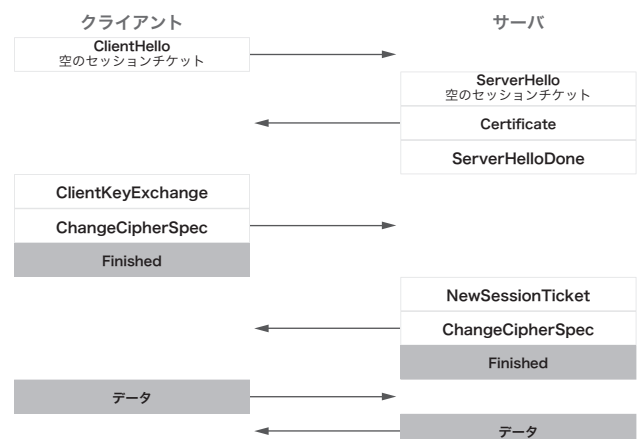 クライアント
サーバ
ClientHello
空のセッションチケット
ServerHello
空のセッションチケット
Certificate
ServerHelloDone
ClientKeyExchange
ChangeCipherSpec
Finished
NewSessionTicket
ChangeCipherSpec
Finished
データ
データ